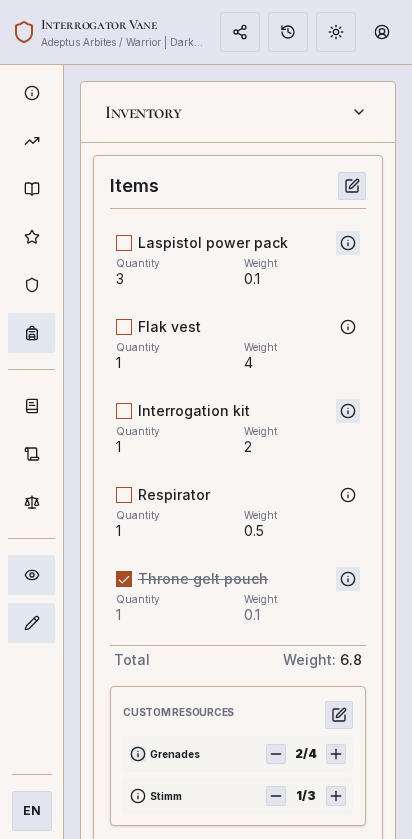 Interrogator Vane
Adeptus Arbites / Warrior | Dark...
Inventory
Items
Laspistol power pack
Quantity Weight
3 0.1
Flak vest
Quantity Weight
1 4
Interrogation kit
Quantity Weight
1 2
Respirator
Quantity Weight
1 0.5
Throne gelt pouch
Quantity Weight
1 0.1
Total Weight: 6.8
CUSTOM RESOURCES
Grenades 2/4
Stimm 1/3
EN